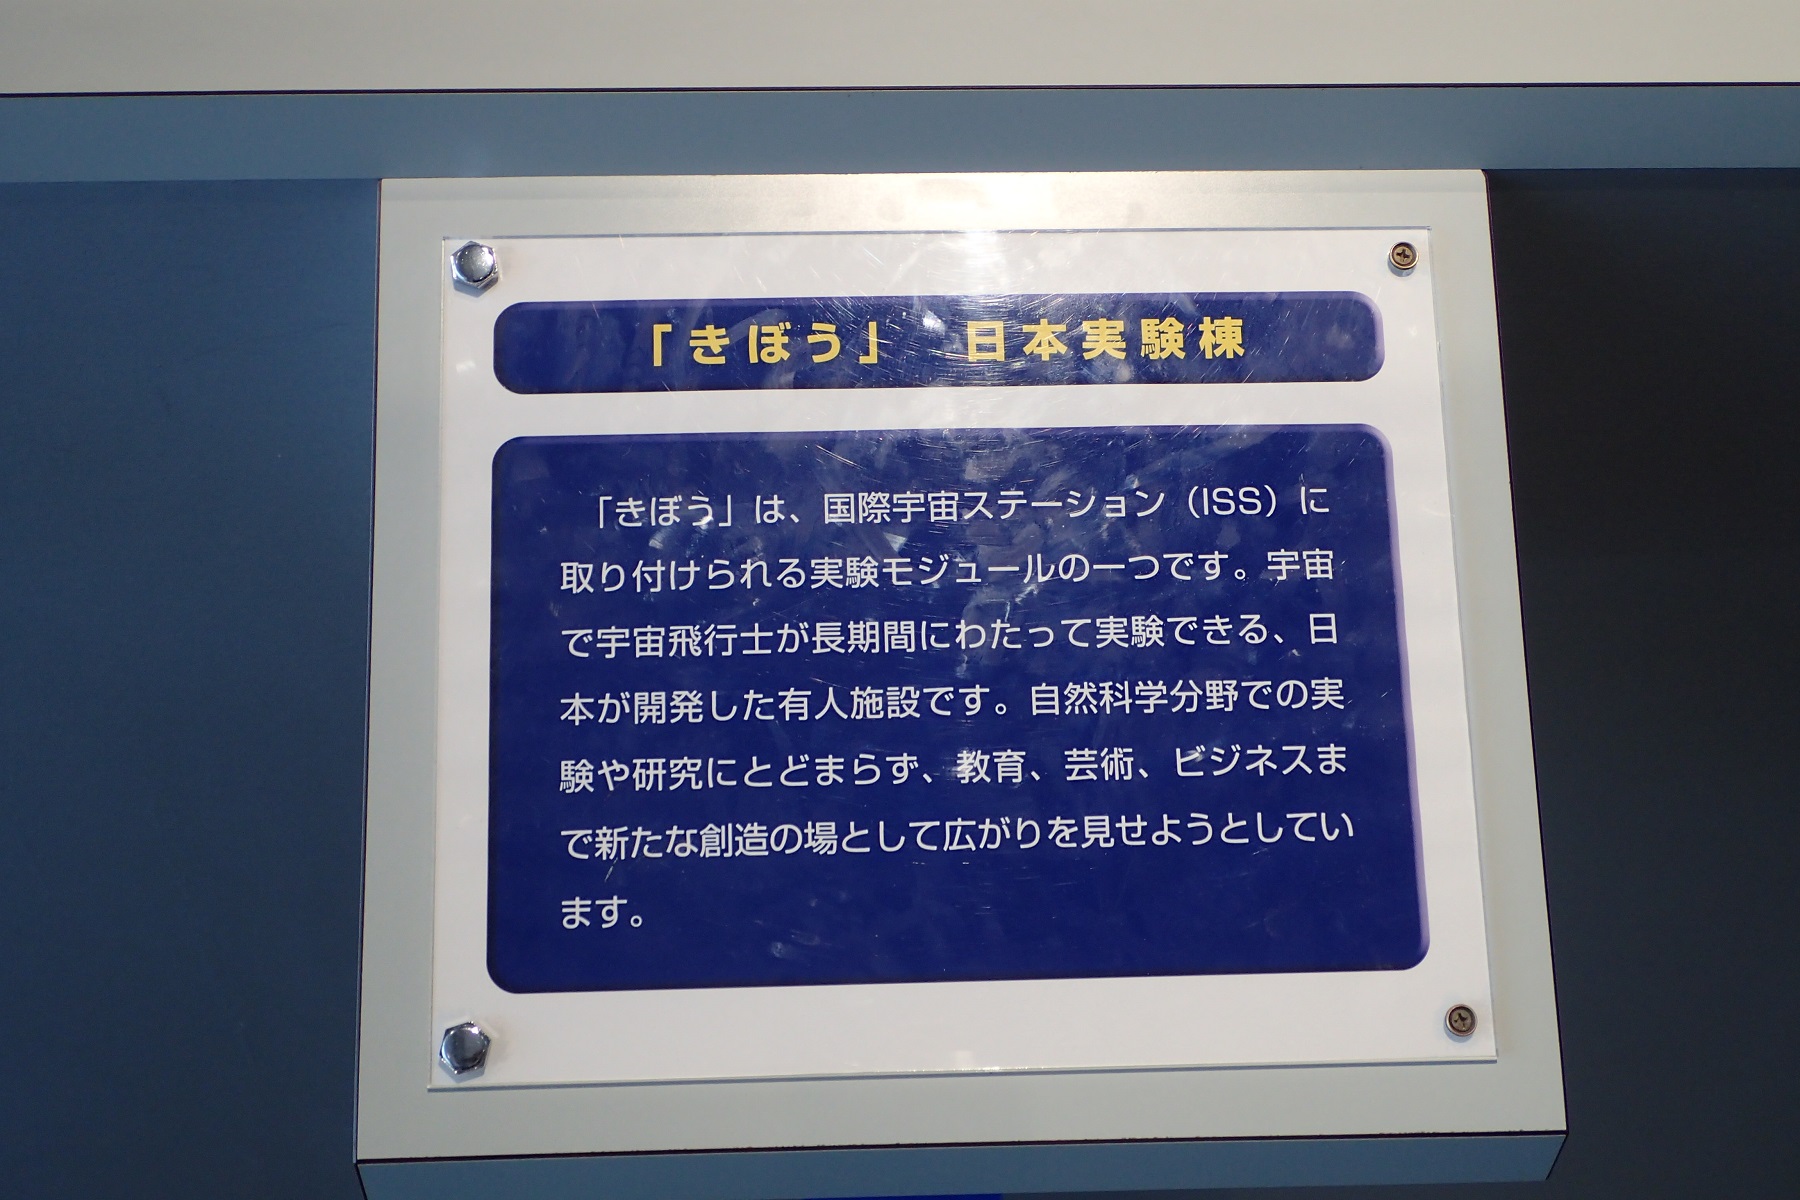 「きぼう」　日本実験棟
「きぼう」は、国際宇宙ステーション（ISS）に
取り付けられる実験モジュールの一つです。宇宙
で宇宙飛行士が長期間にわたって実験できる、日
本が開発した有人施設です。自然科学分野での実
験や研究にとどまらず、教育、芸術、ビジネスま
で新たな創造の場として広がりを見せようとしてい
ます。